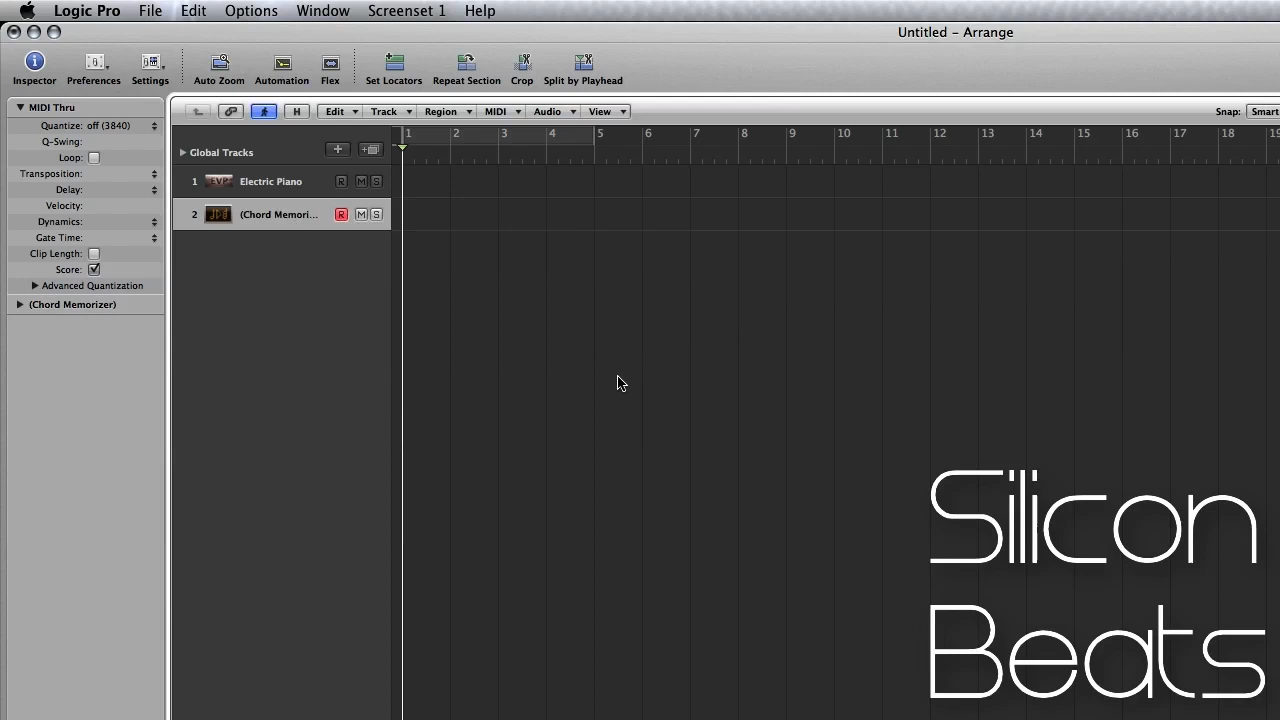 Logic Pro File Edit Options Window Screenset 1 Help
Untitled – Arrange
Inspector Preferences Settings Auto Zoom Automation Flex Set Locators Repeat Section Crop Split by Playhead
MIDI Thru
H Edit Track Region MIDI Audio View Snap: Smart
Quantize: off (3840)
Q-Swing:
Loop:
Transposition:
Delay:
Velocity:
Dynamics:
Gate Time:
Clip Length:
Score:
Advanced Quantization
(Chord Memorizer)
1 2 3 4 5 6 7 8 9 10 11 12 13 14 15 16 17 18 19
Global Tracks
1 EVP Electric Piano R M S
2 (Chord Memori... R M S
Silicon
Beats